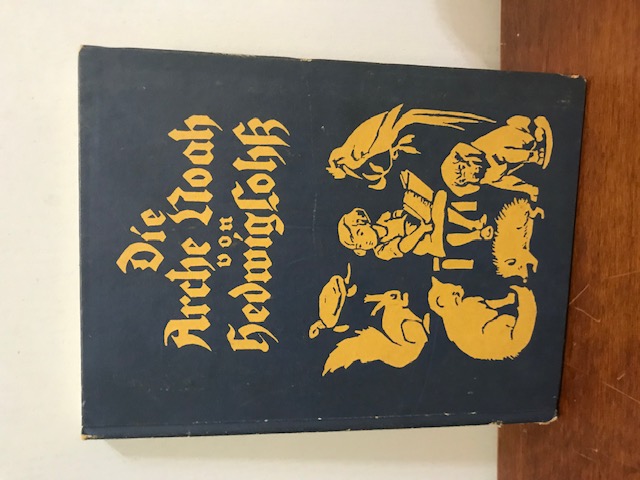 Die
Arche Noah
von
Hedwig Lohß